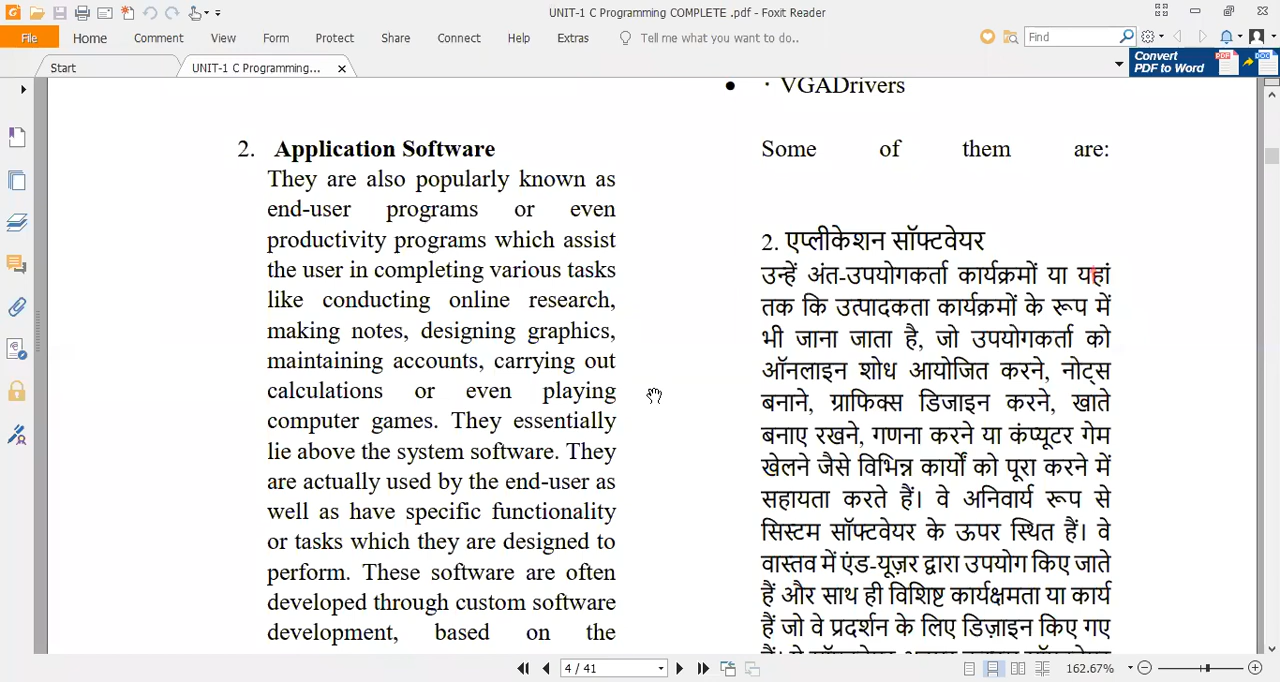 UNIT-1 C Programming COMPLETE .pdf - Foxit Reader
File Home Comment View Form Protect Share Connect Help Extras Tell me what you want to do.. Find
Start UNIT-1 C Programming...
Convert
PDF to Word
2. Application Software
They are also popularly known as
end-user programs or even
productivity programs which assist
the user in completing various tasks
like conducting online research,
making notes, designing graphics,
maintaining accounts, carrying out
calculations or even playing
computer games. They essentially
lie above the system software. They
are actually used by the end-user as
well as have specific functionality
or tasks which they are designed to
perform. These software are often
developed through custom software
development, based on the
• · VGADrivers
Some of them are:
2. एप्लीकेशन सॉफ्टवेयर
उन्हें अंत-उपयोगकर्ता कार्यक्रमों या यहां
तक कि उत्पादकता कार्यक्रमों के रूप में
भी जाना जाता है, जो उपयोगकर्ता को
ऑनलाइन शोध आयोजित करने, नोट्स
बनाने, ग्राफिक्स डिजाइन करने, खाते
बनाए रखने, गणना करने या कंप्यूटर गेम
खेलने जैसे विभिन्न कार्यों को पूरा करने में
सहायता करते हैं। वे अनिवार्य रूप से
सिस्टम सॉफ्टवेयर के ऊपर स्थित हैं। वे
वास्तव में एंड-यूज़र द्वारा उपयोग किए जाते
हैं और साथ ही विशिष्ट कार्यक्षमता या कार्य
हैं जो वे प्रदर्शन के लिए डिज़ाइन किए गए
4 / 41
162.67%